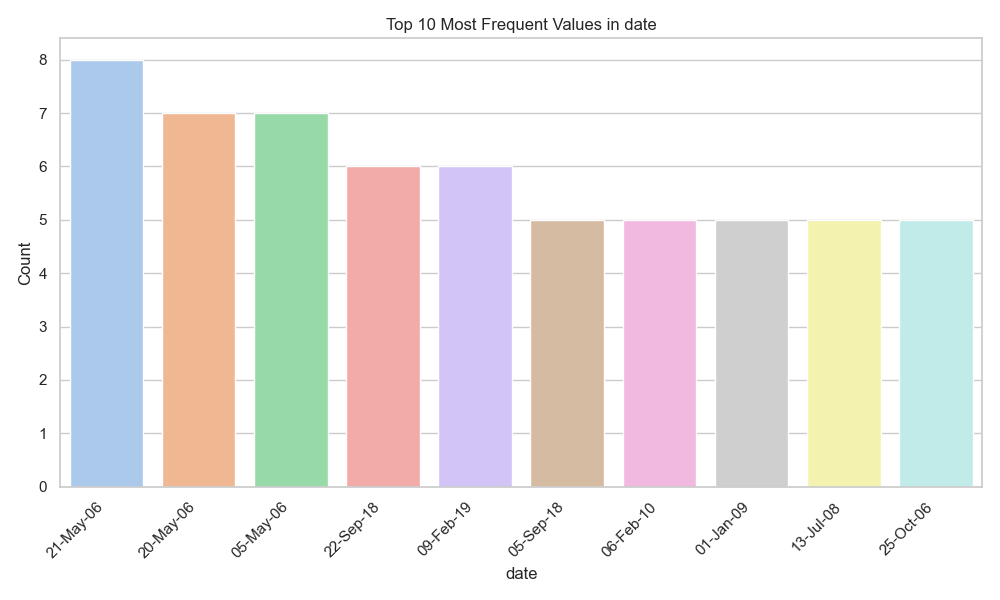 Top 10 Most Frequent Values in date
Count
8
7
6
5
4
3
2
1
0
21-May-06
20-May-06
05-May-06
22-Sep-18
09-Feb-19
05-Sep-18
06-Feb-10
01-Jan-09
13-Jul-08
25-Oct-06
date